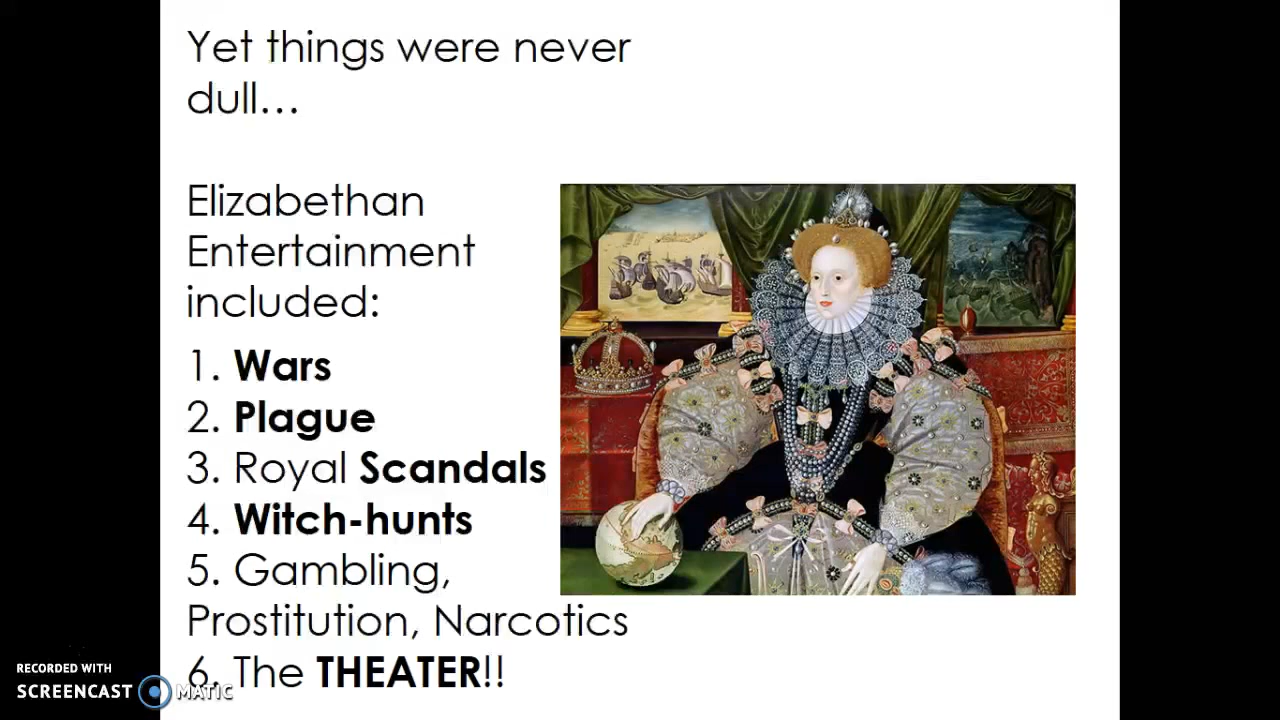 Yet things were never
dull…
Elizabethan
Entertainment
included:
1. Wars
2. Plague
3. Royal Scandals
4. Witch-hunts
5. Gambling,
Prostitution, Narcotics
6. The THEATER!!
RECORDED WITH
SCREENCAST MATIC